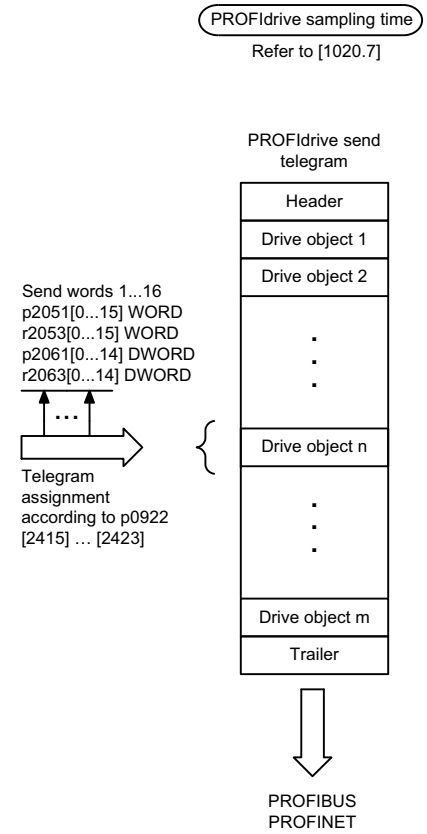 PROFIdrive sampling time
Refer to [1020.7]
PROFIdrive send
telegram
Header
Drive object 1
Drive object 2
Send words 1...16
p2051[0...15] WORD
r2053[0...15] WORD
p2061[0...14] DWORD
r2063[0...14] DWORD
...
Drive object n
Telegram
assignment
according to p0922
[2415] … [2423]
Drive object m
Trailer
PROFIBUS
PROFINET